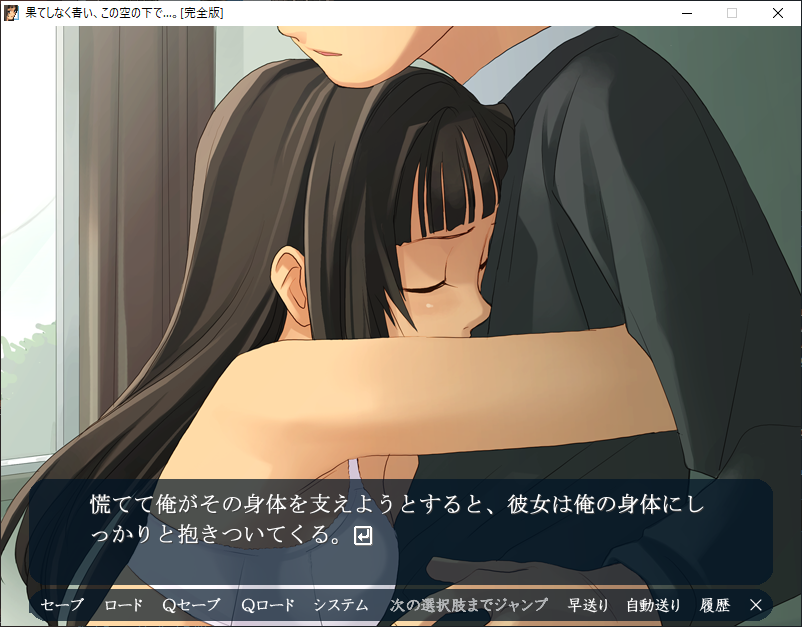 果てしなく青い、この空の下で…。[完全版]
慌てて俺がその身体を支えようとすると、彼女は俺の身体にし
っかりと抱きついてくる。
セーブ ロード Qセーブ Qロード システム 次の選択肢までジャンプ 早送り 自動送り 履歴 ×